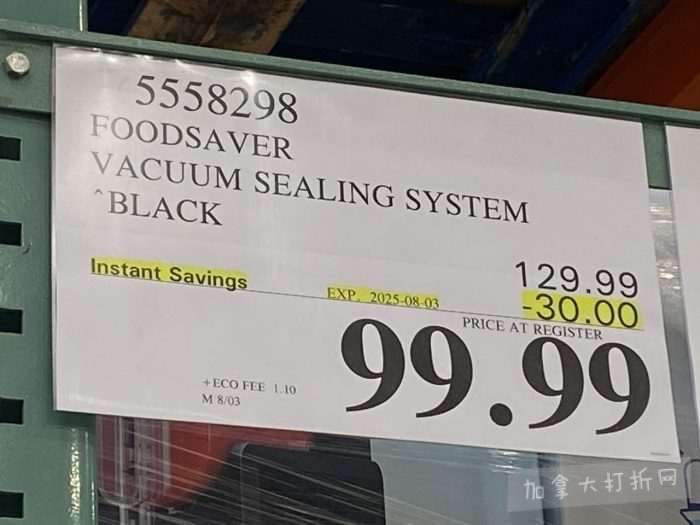 5558298
FOODSAVER
VACUUM SEALING SYSTEM
^BLACK
129.99
Instant Savings EXP. 2025-08-03 -30.00
PRICE AT REGISTER
99.99
+ECO FEE 1.10
M 8/03
加拿大打折网